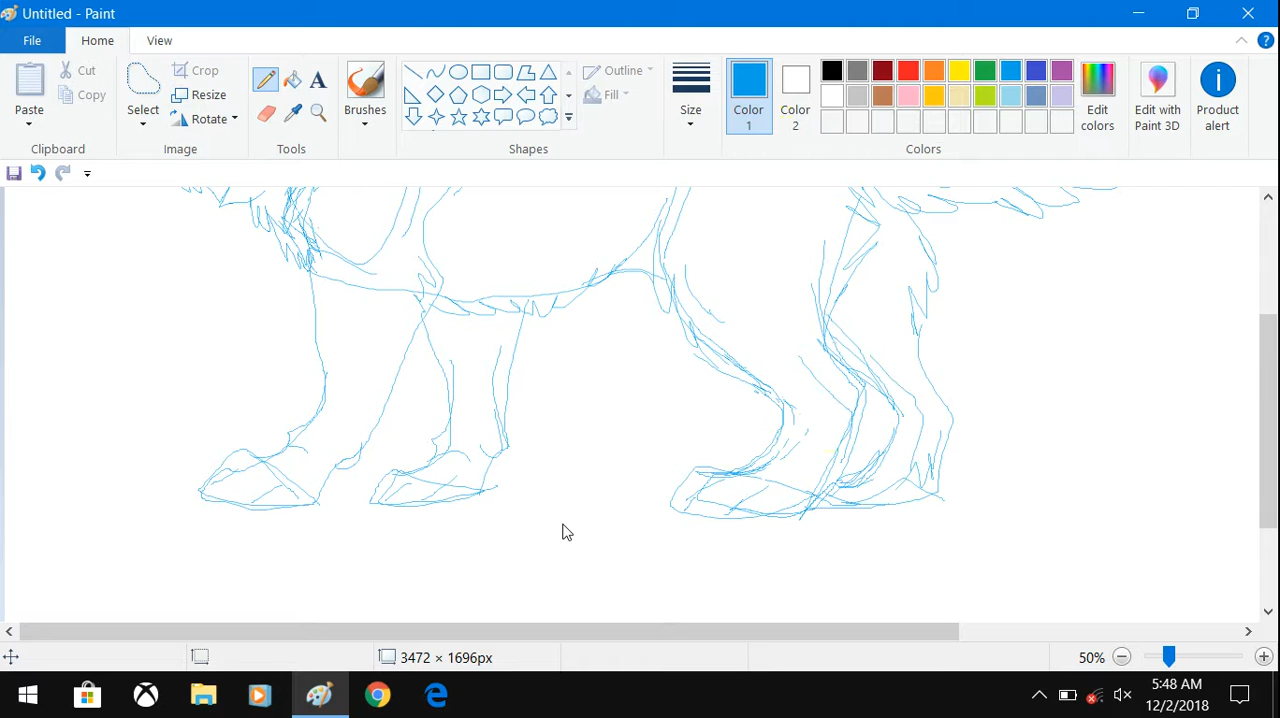 Untitled - Paint
File Home View
Paste Cut Copy
Clipboard
Select Crop Resize Rotate
Image
A
Tools
Brushes
Outline Fill
Shapes
Size
Color 1 Color 2
Edit colors
Colors
Edit with Paint 3D
Product alert
3472 × 1696px
50%
5:48 AM
12/2/2018